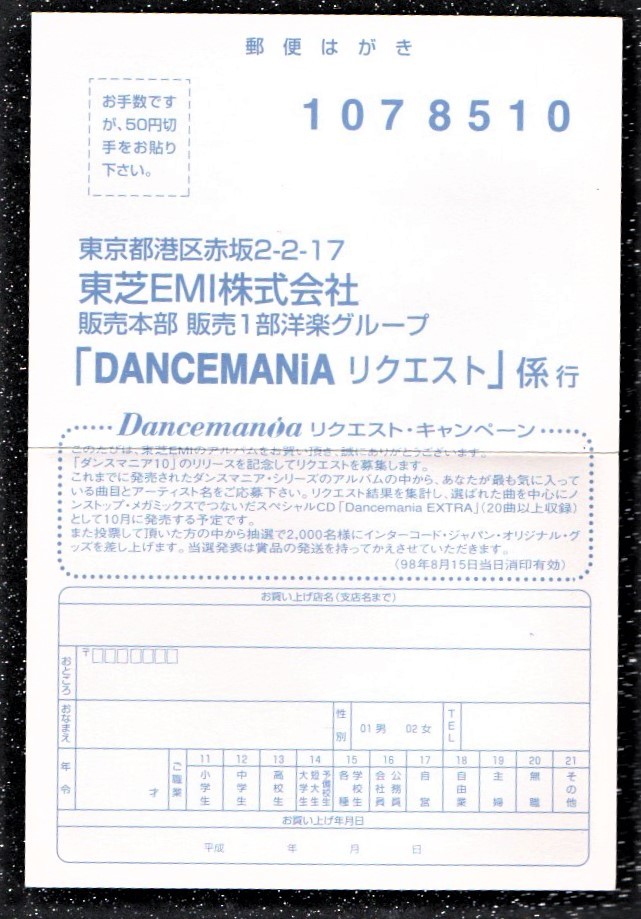 郵便はがき
お手数です
が、50円切
手をお貼り
下さい。
1078510
東京都港区赤坂2-2-17
東芝EMI株式会社
販売本部 販売1部洋楽グループ
「DANCEMANiA リクエスト」係 行
Dancemania リクエスト・キャンペーン
このたびは、東芝EMIのアルバムをお買い頂き、誠にありがとうございます。
「ダンスマニア10」のリリースを記念してリクエストを募集します。
これまでに発売されたダンスマニア・シリーズのアルバムの中から、あなたが最も気に入って
いる曲目とアーティスト名をご応募下さい。リクエスト結果を集計し、選ばれた曲を中心にノ
ンストップ・メガミックスでつないだスペシャルCD「Dancemania EXTRA」(20曲以上収録)
として10月に発売する予定です。
また投票して頂いた方の中から抽選で2,000名様にインターコード・ジャパン・オリジナル・グ
ッズを差し上げます。当選発表は賞品の発送を持ってかえさせていただきます。
(98年8月15日当日消印有効)
お買い上げ店名(支店名まで)
おところ
〒
おなまえ
性別
01男 02女
TEL
年令
才
ご職業
11 小学生
12 中学生
13 高校生
14 大学生 短大生 予備校生
15 各種 学校生
16 会社員 公務員
17 自営
18 自由業
19 主婦
20 無職
21 その他
お買い上げ年月日
平成 年 月 日